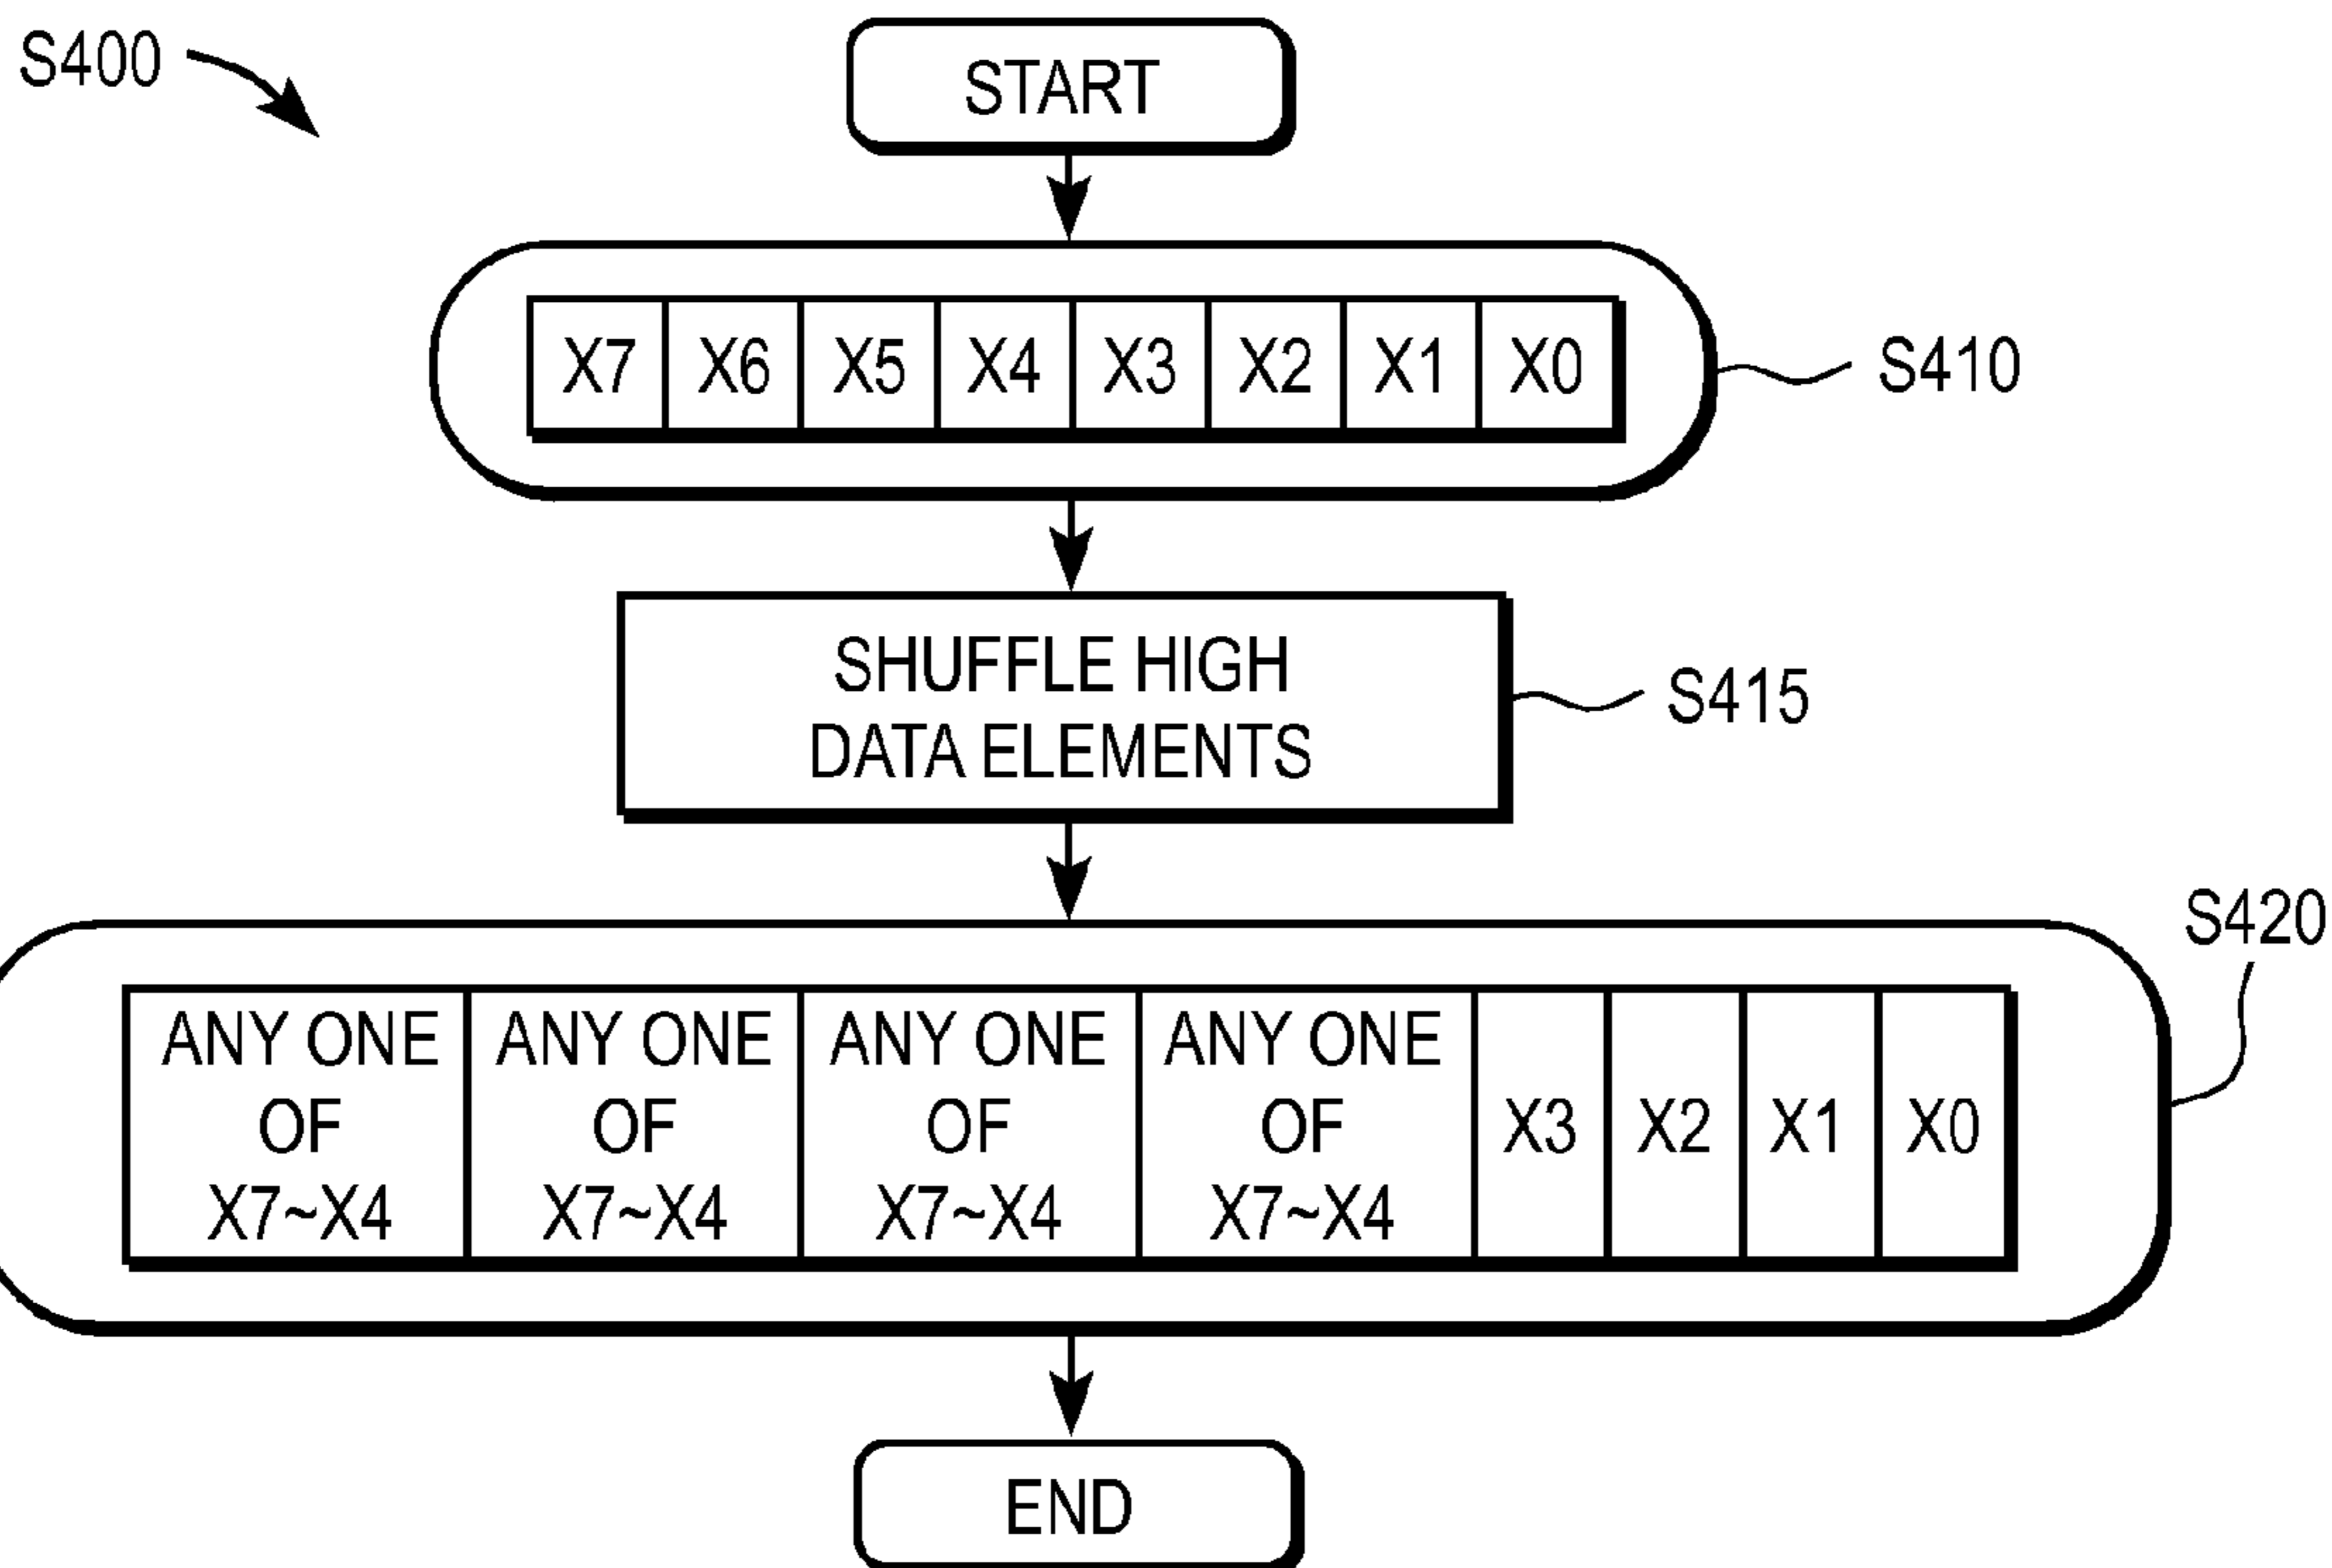 S400
START
X7 X6 X5 X4 X3 X2 X1 X0
S410
SHUFFLE HIGH
DATA ELEMENTS
S415
S420
ANY ONE ANY ONE ANY ONE ANY ONE
OF OF OF OF X3 X2 X1 X0
X7~X4 X7~X4 X7~X4 X7~X4
END